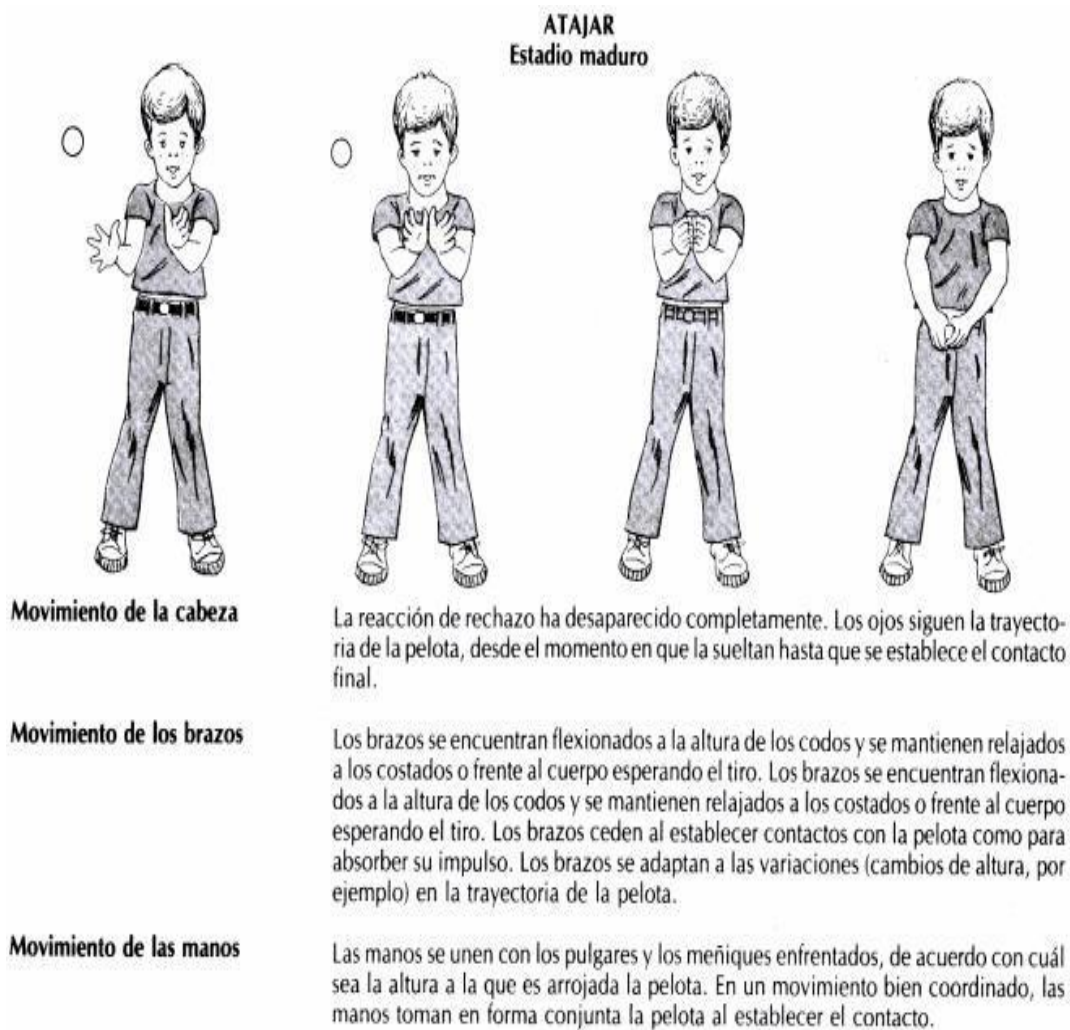 ATAJAR
Estadio maduro
Movimiento de la cabeza
La reacción de rechazo ha desaparecido completamente. Los ojos siguen la trayecto-
ria de la pelota, desde el momento en que la sueltan hasta que se establece el contacto
final.
Movimiento de los brazos
Los brazos se encuentran flexionados a la altura de los codos y se mantienen relajados
a los costados o frente al cuerpo esperando el tiro. Los brazos se encuentran flexiona-
dos a la altura de los codos y se mantienen relajados a los costados o frente al cuerpo
esperando el tiro. Los brazos ceden al establecer contactos con la pelota como para
absorber su impulso. Los brazos se adaptan a las variaciones (cambios de altura, por
ejemplo) en la trayectoria de la pelota.
Movimiento de las manos
Las manos se unen con los pulgares y los meñiques enfrentados, de acuerdo con cuál
sea la altura a la que es arrojada la pelota. En un movimiento bien coordinado, las
manos toman en forma conjunta la pelota al establecer el contacto.